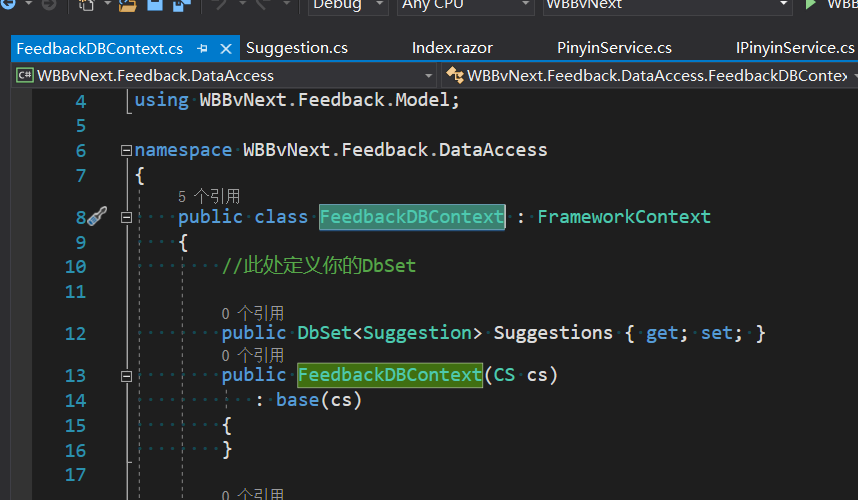 Debug Any CPU WBBvNext WBB
FeedbackDBContext.cs Suggestion.cs Index.razor PinyinService.cs IPinyinService.cs
C# WBBvNext.Feedback.DataAccess WBBvNext.Feedback.DataAccess.FeedbackDBContex
4 using WBBvNext.Feedback.Model;
5
6 namespace WBBvNext.Feedback.DataAccess
7 {
5 个引用
8 public class FeedbackDBContext : FrameworkContext
9 {
10 //此处定义你的DbSet
11
0 个引用
12 public DbSet<Suggestion> Suggestions { get; set; }
0 个引用
13 public FeedbackDBContext(CS cs)
14 : base(cs)
15 {
16 }
17
0 个引用